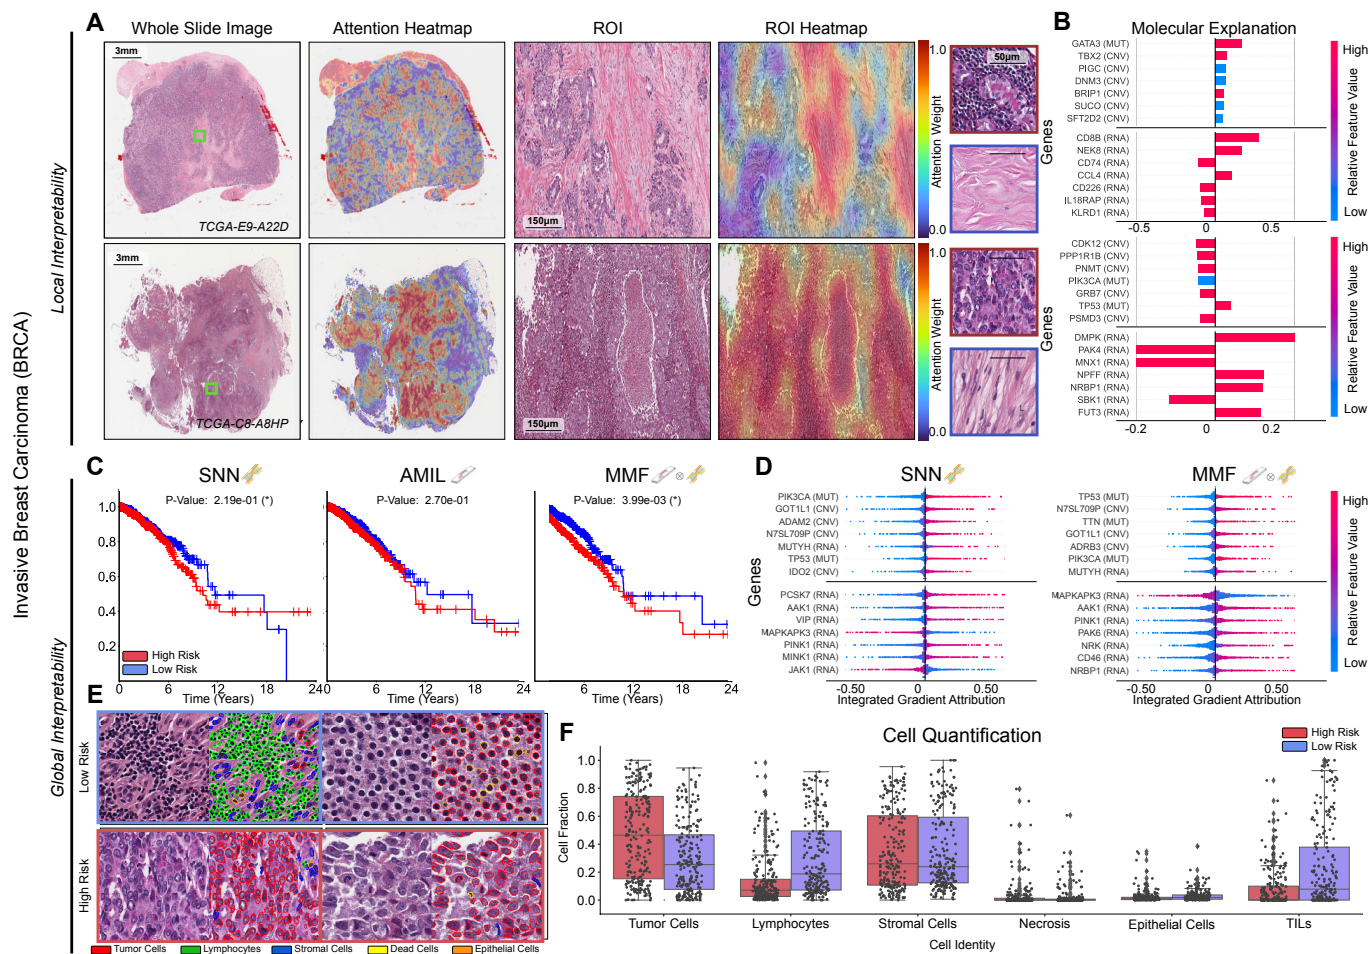 Invasive Breast Carcinoma (BRCA)
Local Interpretability
Global Interpretability
A
Whole Slide Image
Attention Heatmap
ROI
ROI Heatmap
3mm
TCGA-E9-A22D
150µm
1.0
Attention Weight
0.0
50µm
3mm
TCGA-C8-A8HP
150µm
1.0
Attention Weight
0.0
B
Molecular Explanation
Genes
GATA3 (MUT)
TBX2 (CNV)
PIGC (CNV)
DNM3 (CNV)
BRIP1 (CNV)
SUCO (CNV)
SFT2D2 (CNV)
CD8B (RNA)
NEK8 (RNA)
CD74 (RNA)
CCL4 (RNA)
CD226 (RNA)
IL18RAP (RNA)
KLRD1 (RNA)
-0.5 0 0.5
High
Relative Feature Value
Low
Genes
CDK12 (CNV)
PPP1R1B (CNV)
PNMT (CNV)
PIK3CA (MUT)
GRB7 (CNV)
TP53 (MUT)
PSMD3 (CNV)
DMPK (RNA)
PAK4 (RNA)
MNX1 (RNA)
NPFF (RNA)
NRBP1 (RNA)
SBK1 (RNA)
FUT3 (RNA)
-0.2 0 0.2
High
Relative Feature Value
Low
C
SNN
P-Value: 2.19e-01 (*)
1.0
0.8
0.6
0.4
0.2
High Risk
Low Risk
0 6 12 18 24
Time (Years)
AMIL
P-Value: 2.70e-01
0 6 12 18 24
Time (Years)
MMF
P-Value: 3.99e-03 (*)
6 12 18 24
Time (Years)
D
SNN
Genes
PIK3CA (MUT)
GOT1L1 (CNV)
ADAM2 (CNV)
N7SL709P (CNV)
MUTYH (RNA)
TP53 (MUT)
IDO2 (CNV)
PCSK7 (RNA)
AAK1 (RNA)
VIP (RNA)
MAPKAPK3 (RNA)
PINK1 (RNA)
MINK1 (RNA)
JAK1 (RNA)
-0.50 0 0.50
Integrated Gradient Attribution
MMF
TP53 (MUT)
N7SL709P (CNV)
TTN (MUT)
GOT1L1 (CNV)
ADRB3 (CNV)
PIK3CA (MUT)
MUTYH (RNA)
MAPKAPK3 (RNA)
AAK1 (RNA)
PINK1 (RNA)
PAK6 (RNA)
NRK (RNA)
CD46 (RNA)
NRBP1 (RNA)
-0.50 0 0.50
Integrated Gradient Attribution
High
Relative Feature Value
Low
E
Low Risk
High Risk
Tumor Cells Lymphocytes Stromal Cells Dead Cells Epithelial Cells
F
Cell Quantification
High Risk
Low Risk
Cell Fraction
1.0
0.8
0.6
0.4
0.2
0.0
Tumor Cells Lymphocytes Stromal Cells Necrosis Epithelial Cells TILs
Cell Identity